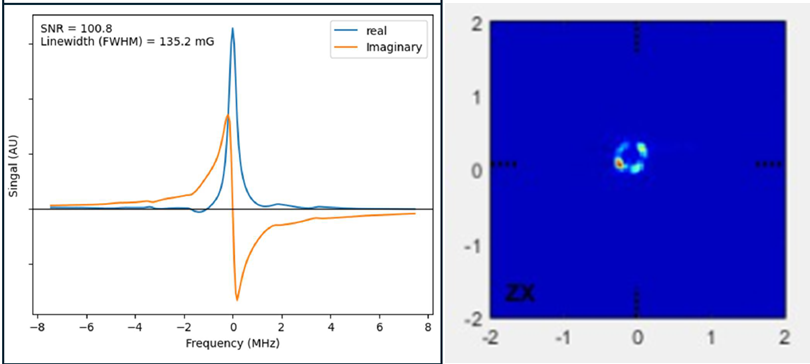 SNR = 100.8
Linewidth (FWHM) = 135.2 mG
real
Imaginary
Singal (AU)
−8 −6 −4 −2 0 2 4 6 8
Frequency (MHz)
2
1
0
-1
-2
ZX
-2 -1 0 1 2